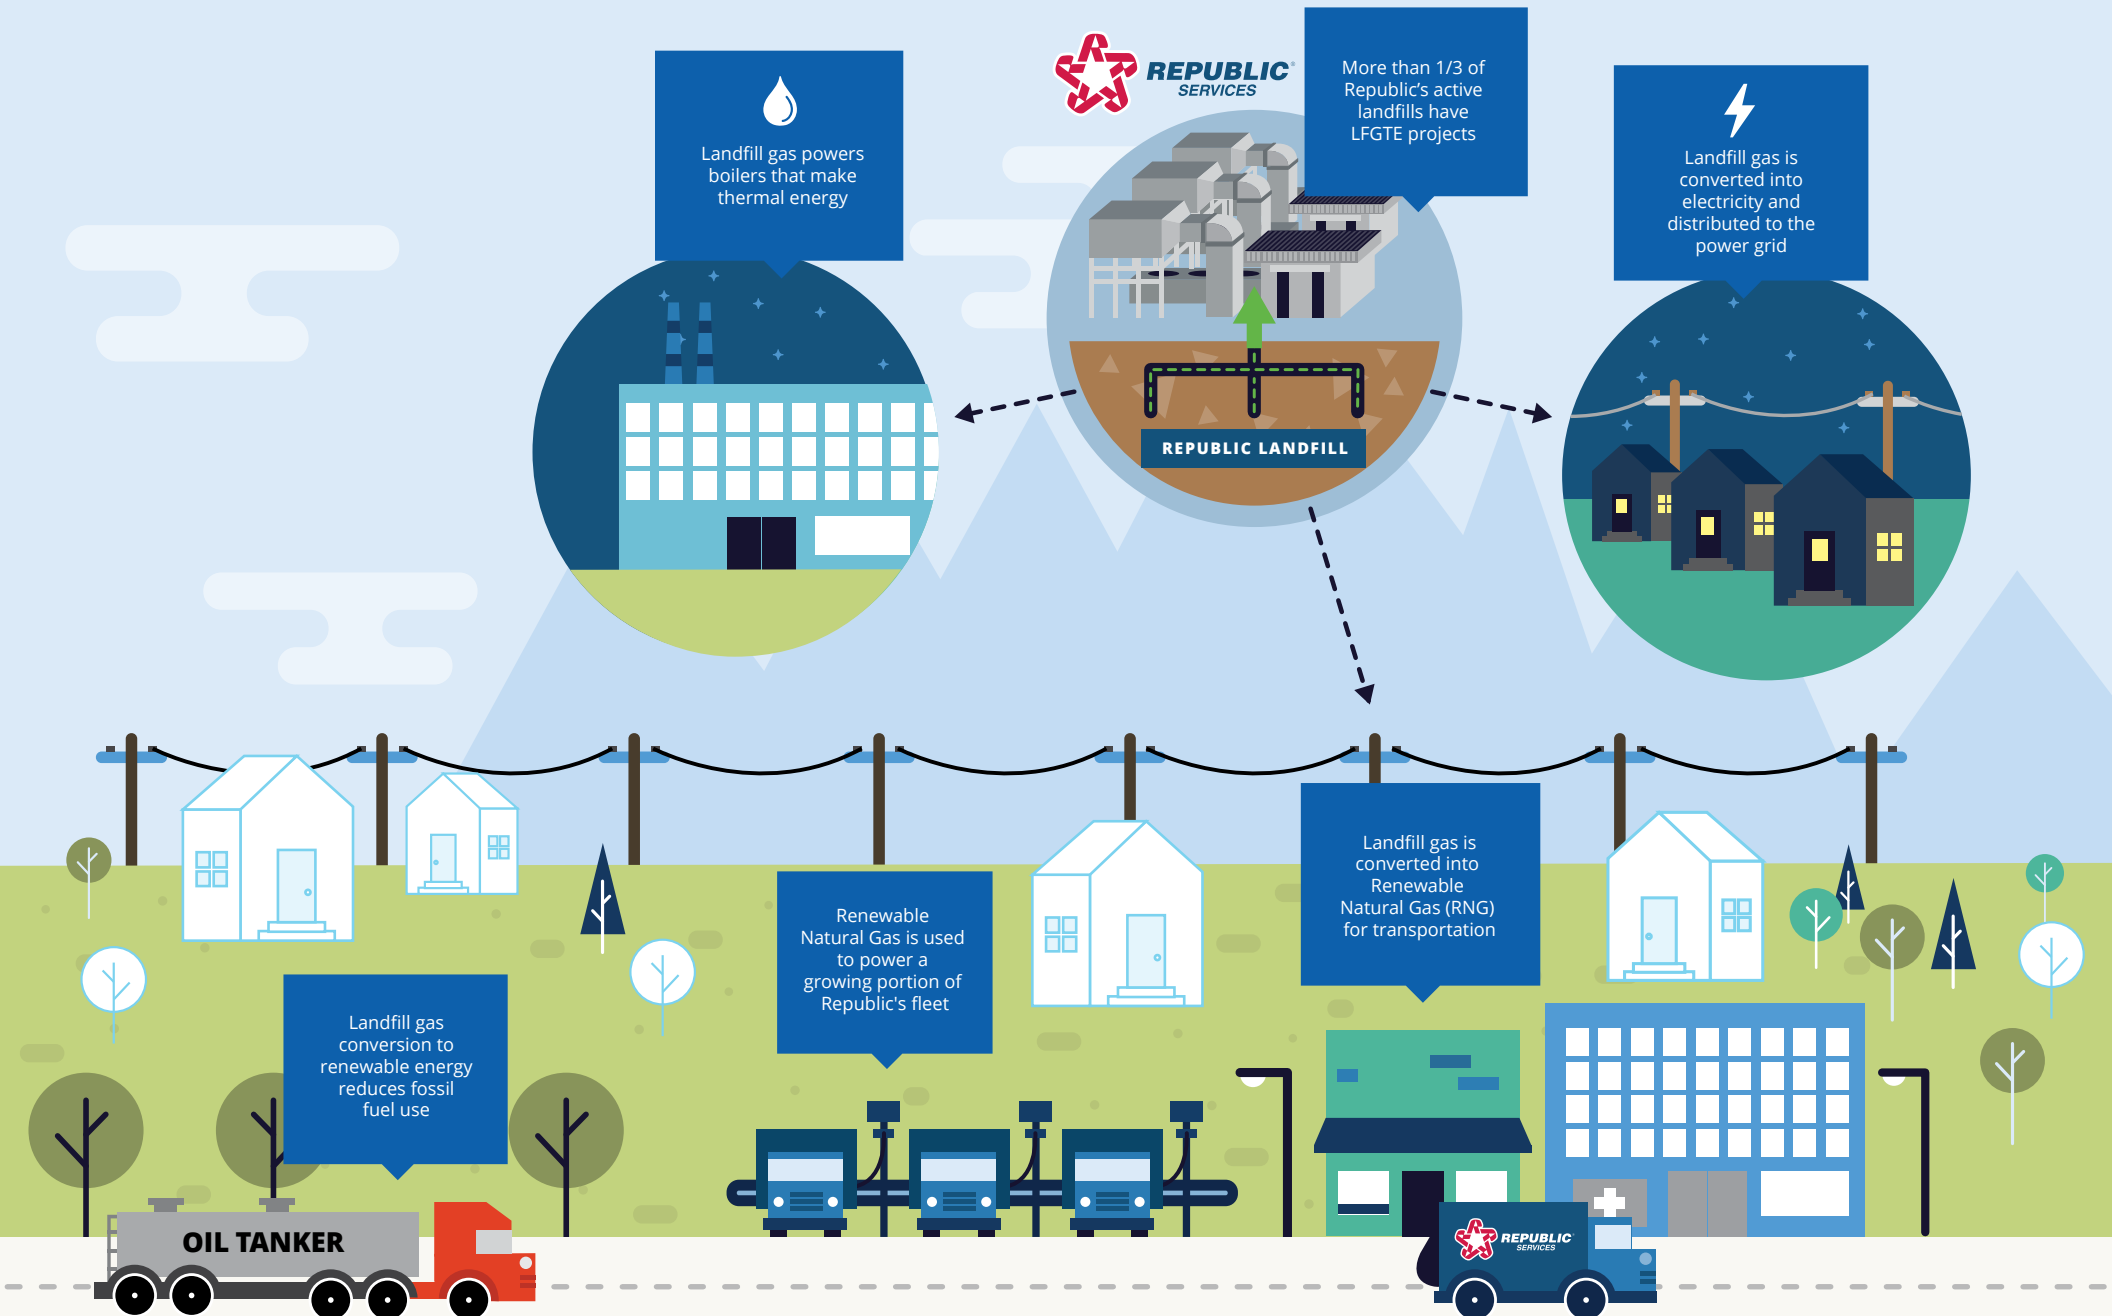 REPUBLIC
SERVICES
More than 1/3 of
Republic's active
landfills have
LFGTE projects
Landfill gas powers
boilers that make
thermal energy
Landfill gas is
converted into
electricity and
distributed to the
power grid
REPUBLIC LANDFILL
Landfill gas is
converted into
Renewable
Natural Gas (RNG)
for transportation
Renewable
Natural Gas is used
to power a
growing portion of
Republic's fleet
Landfill gas
conversion to
renewable energy
reduces fossil
fuel use
OIL TANKER
REPUBLIC
SERVICES